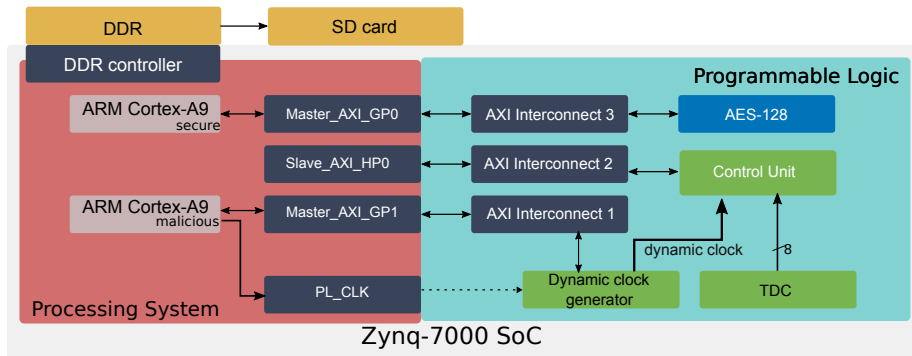 DDR
SD card
DDR controller
Programmable Logic
ARM Cortex-A9
secure
Master_AXI_GP0
AXI Interconnect 3
AES-128
Slave_AXI_HP0
AXI Interconnect 2
Control Unit
ARM Cortex-A9
malicious
Master_AXI_GP1
AXI Interconnect 1
dynamic clock
8
PL_CLK
Dynamic clock
generator
TDC
Processing System
Zynq-7000 SoC